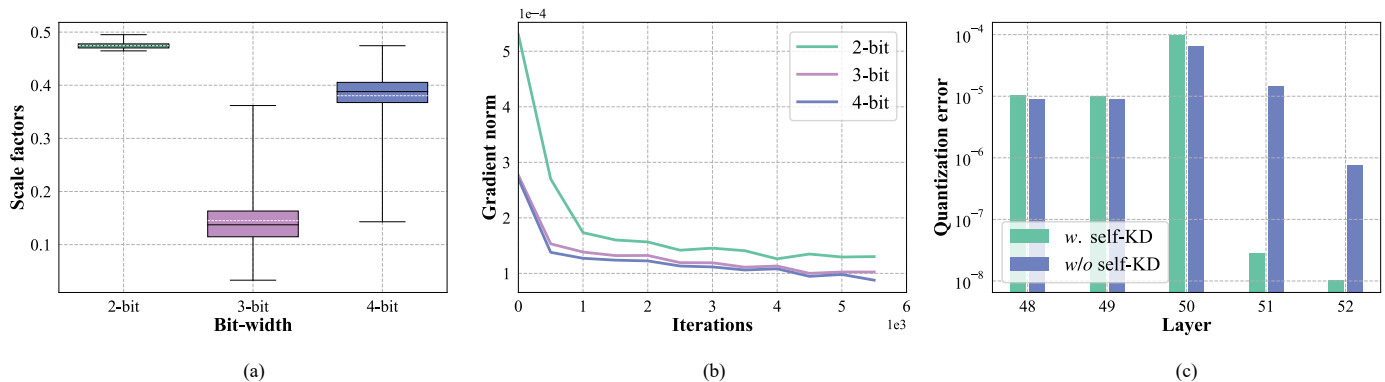 0.5
0.4
0.3
0.2
0.1
Scale factors
2-bit
3-bit
4-bit
Bit-width
(a)
1e−4
5
4
3
2
1
Gradient norm
2-bit
3-bit
4-bit
0
1
2
3
4
5
6
1e3
Iterations
(b)
10⁻⁴
10⁻⁵
10⁻⁶
10⁻⁷
10⁻⁸
Quantization error
w. self-KD
w/o self-KD
48
49
50
51
52
Layer
(c)